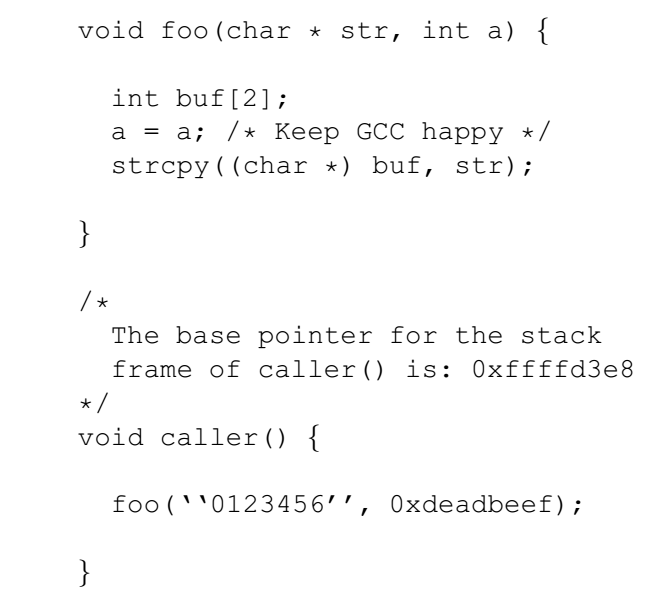 void foo(char * str, int a) {
int buf[2];
a = a; /* Keep GCC happy */
strcpy((char *) buf, str);
}
/*
The base pointer for the stack
frame of caller() is: 0xffffd3e8
*/
void caller() {
foo(‘‘0123456’’, 0xdeadbeef);
}